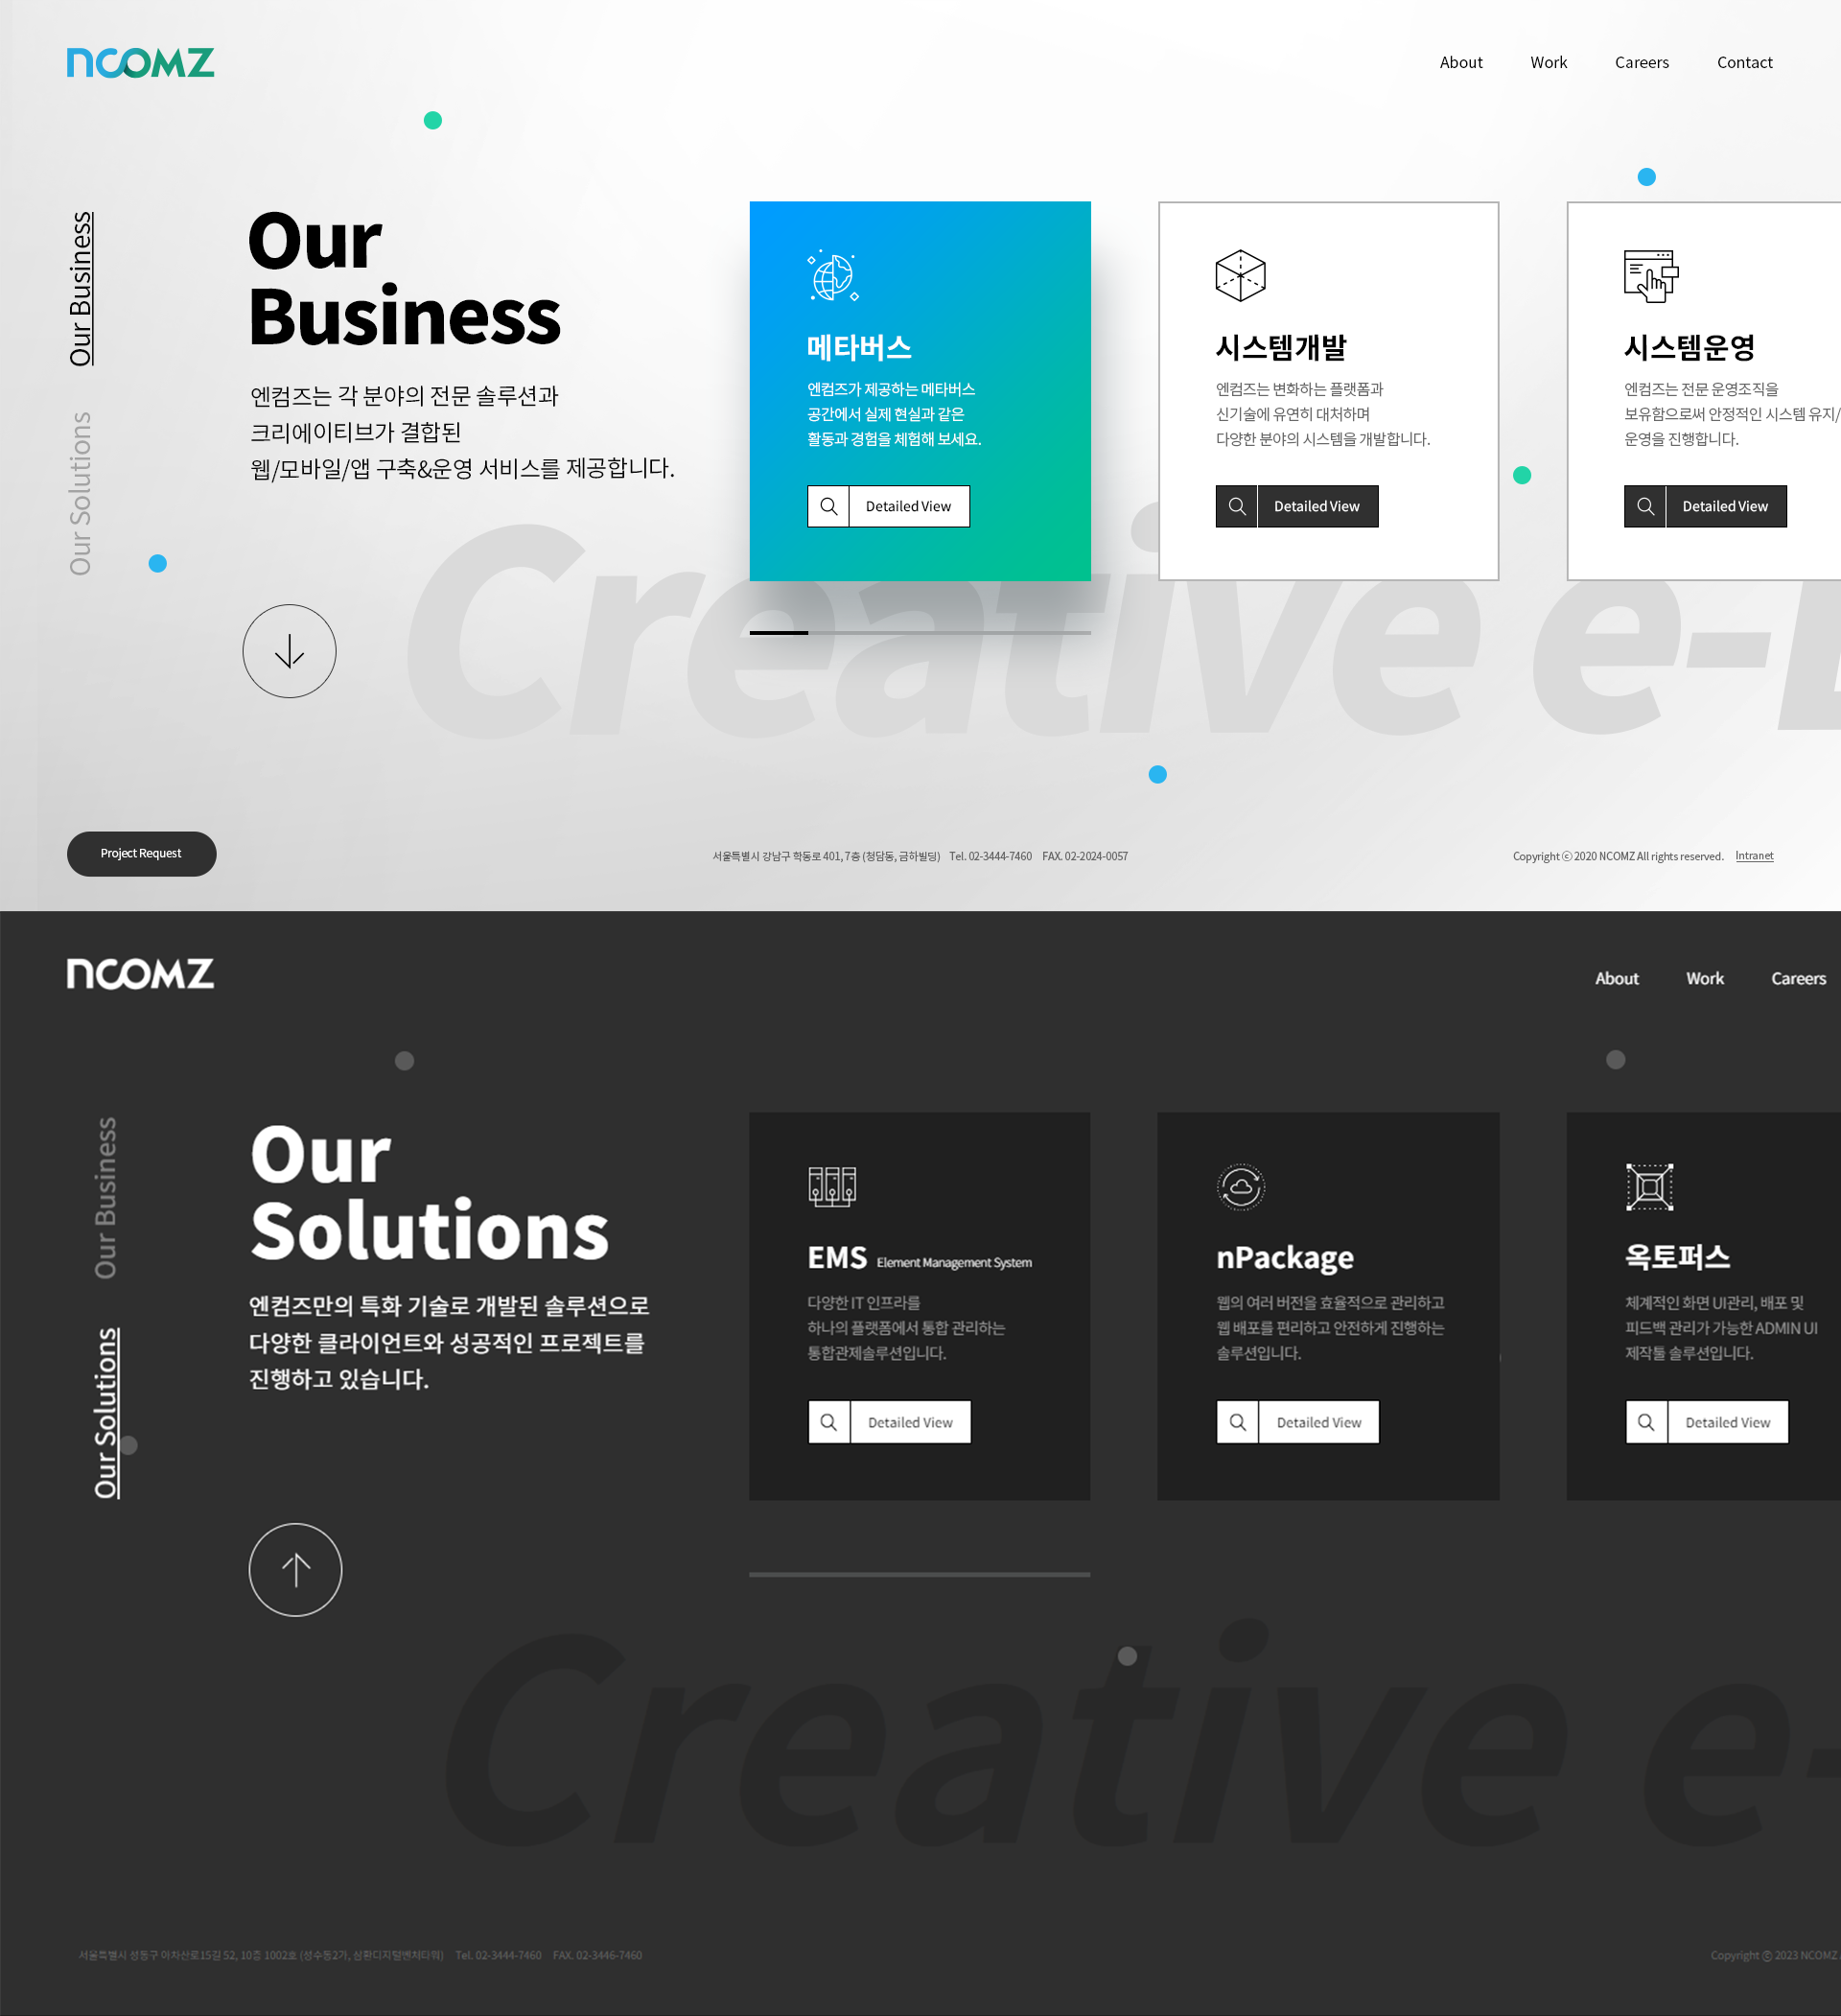 NCOMZ
About Work Careers Contact
Our Business
Our Solutions
Our
Business
엔컴즈는 각 분야의 전문 솔루션과
크리에이티브가 결합된
웹/모바일/앱 구축&운영 서비스를 제공합니다.
메타버스
엔컴즈가 제공하는 메타버스
공간에서 실제 현실과 같은
활동과 경험을 체험해 보세요.
Detailed View
시스템개발
엔컴즈는 변화하는 플랫폼과
신기술에 유연히 대처하며
다양한 분야의 시스템을 개발합니다.
Detailed View
시스템운영
엔컴즈는 전문 운영조직을
보유함으로써 안정적인 시스템 유지/
운영을 진행합니다.
Detailed View
Creative e-
Project Request
서울특별시 강남구 학동로 401, 7층 (청담동, 금하빌딩) Tel. 02-3444-7460 FAX. 02-2024-0057
Copyright ⓒ 2020 NCOMZ All rights reserved. Intranet
NCOMZ
About Work Careers
Our Business
Our Solutions
Our
Solutions
엔컴즈만의 특화 기술로 개발된 솔루션으로
다양한 클라이언트와 성공적인 프로젝트를
진행하고 있습니다.
EMS Element Management System
다양한 IT 인프라를
하나의 플랫폼에서 통합 관리하는
통합관제솔루션입니다.
Detailed View
nPackage
웹의 여러 버전을 효율적으로 관리하고
웹 배포를 편리하고 안전하게 진행하는
솔루션입니다.
Detailed View
옥토퍼스
체계적인 화면 UI관리, 배포 및
피드백 관리가 가능한 ADMIN UI
제작툴 솔루션입니다.
Detailed View
Creative e-
서울특별시 성동구 아차산로15길 52, 10층 1002호 (성수동2가, 삼환디지털벤처타워) Tel. 02-3444-7460 FAX. 02-3446-7460
Copyright ⓒ 2023 NCOMZ